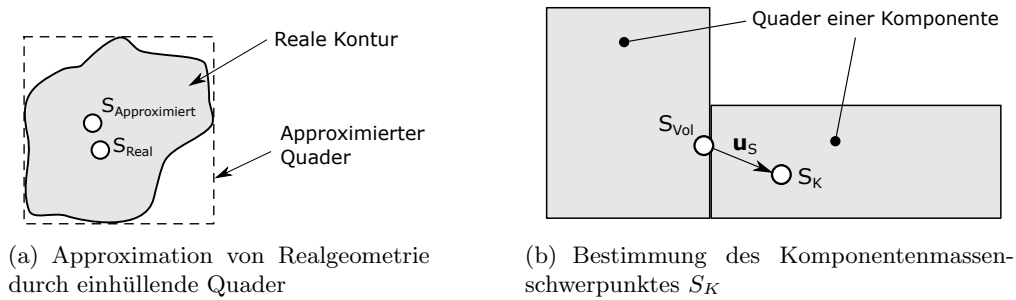 Reale Kontur
S_Approximiert
S_Real
Approximierter
Quader
Quader einer Komponente
S_Vol
u_S
S_K
(a) Approximation von Realgeometrie
durch einhüllende Quader
(b) Bestimmung des Komponentenmassen-
schwerpunktes S_K